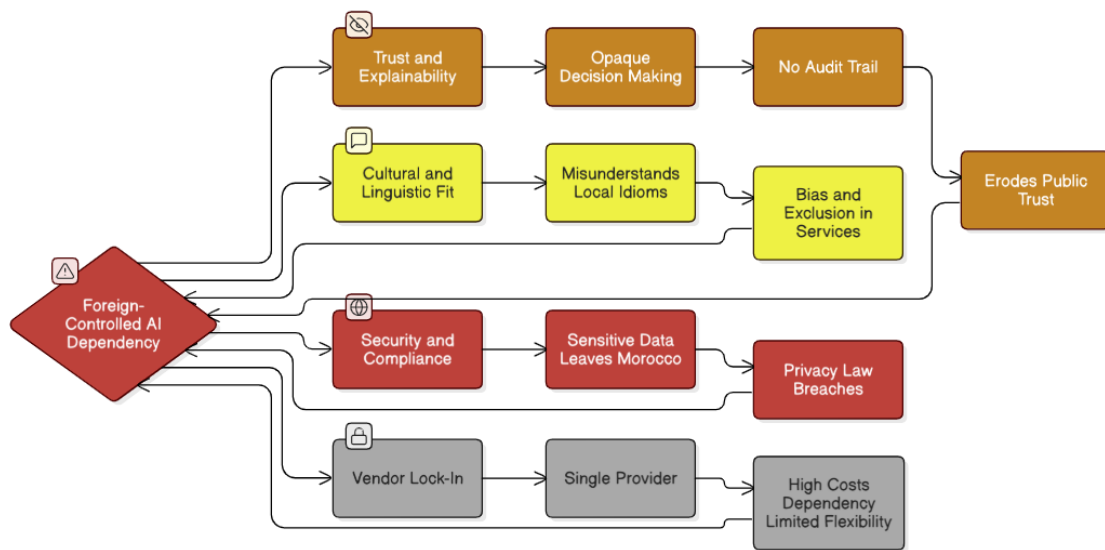 Trust and
Explainability
Opaque
Decision Making
No Audit Trail
Cultural and
Linguistic Fit
Misunderstands
Local Idioms
Bias and
Exclusion in
Services
Erodes Public
Trust
Foreign-
Controlled AI
Dependency
Security and
Compliance
Sensitive Data
Leaves Morocco
Privacy Law
Breaches
Vendor Lock-In
Single Provider
High Costs
Dependency
Limited Flexibility